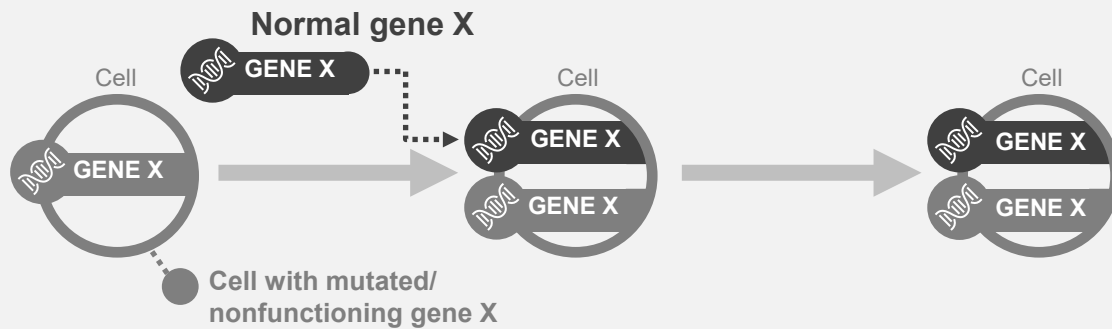 Normal gene X
GENE X
Cell
Cell
Cell
GENE X
GENE X
GENE X
GENE X
GENE X
Cell with mutated/
nonfunctioning gene X